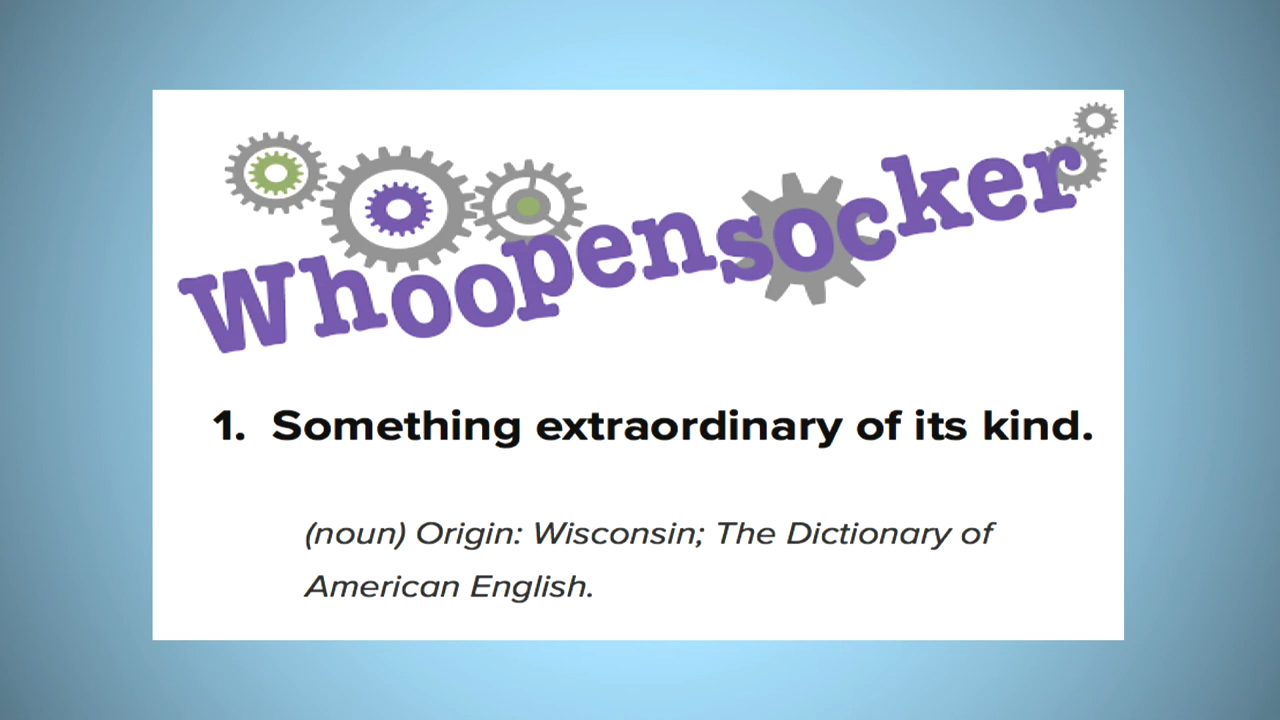 Whoopensocker
1. Something extraordinary of its kind.
(noun) Origin: Wisconsin; The Dictionary of
American English.